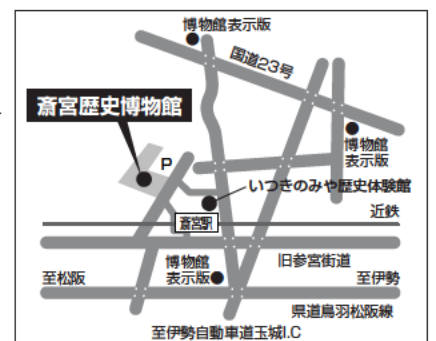 博物館表示版
国道23号
斎宮歴史博物館
P
博物館
表示版
いつきのみや歴史体験館
近鉄
斎宮駅
旧参宮街道
博物館
表示版
至松阪
至伊勢
県道鳥羽松阪線
至伊勢自動車道玉城I.C